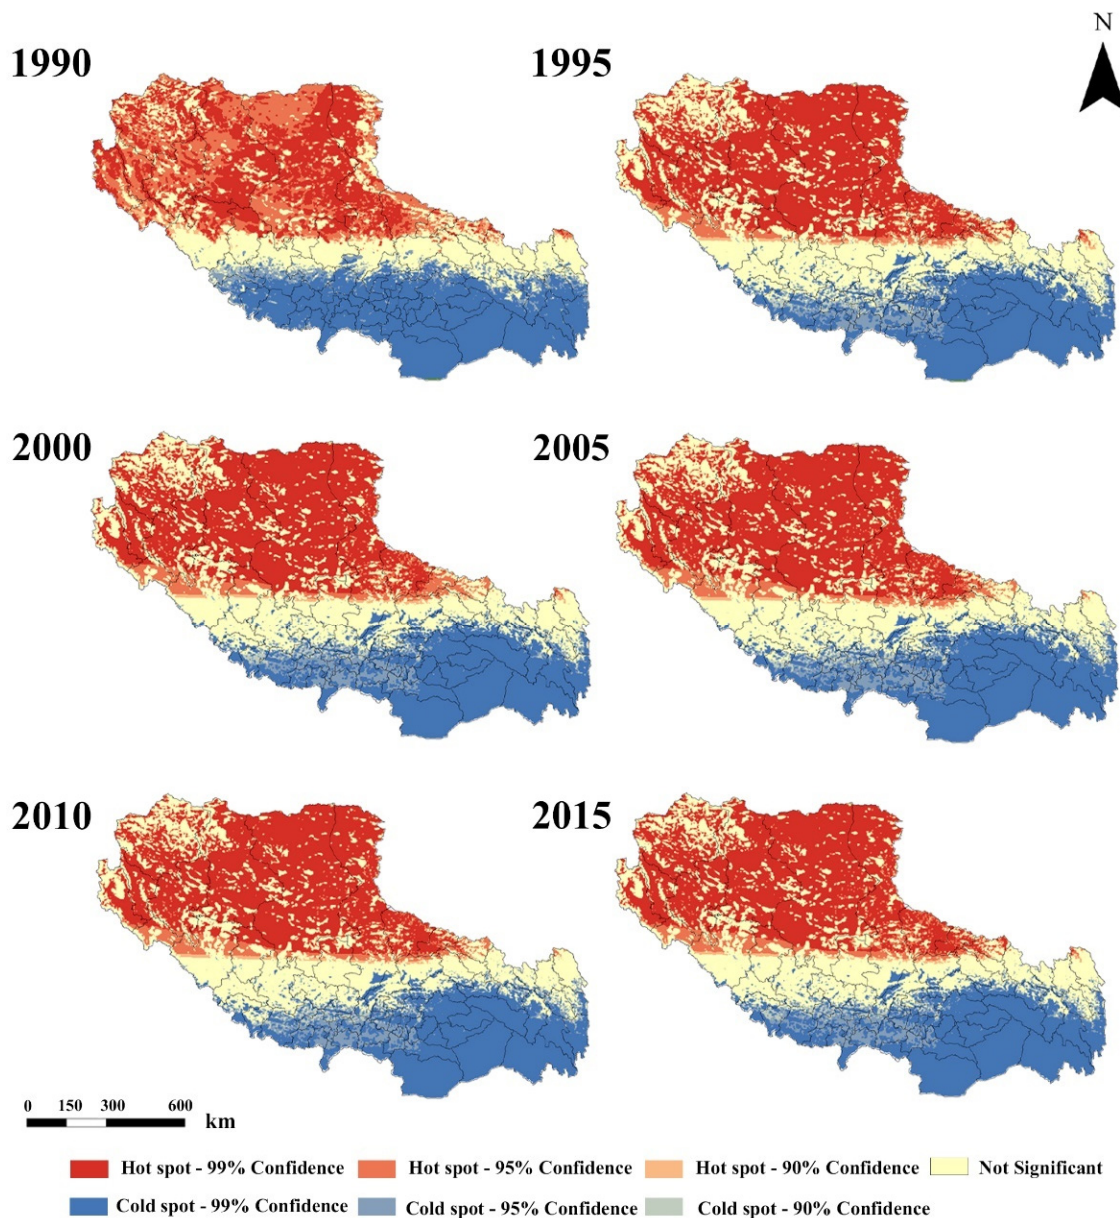 N
1990
1995
2000
2005
2010
2015
0 150 300 600
km
Hot spot - 99% Confidence
Hot spot - 95% Confidence
Hot spot - 90% Confidence
Not Significant
Cold spot - 99% Confidence
Cold spot - 95% Confidence
Cold spot - 90% Confidence